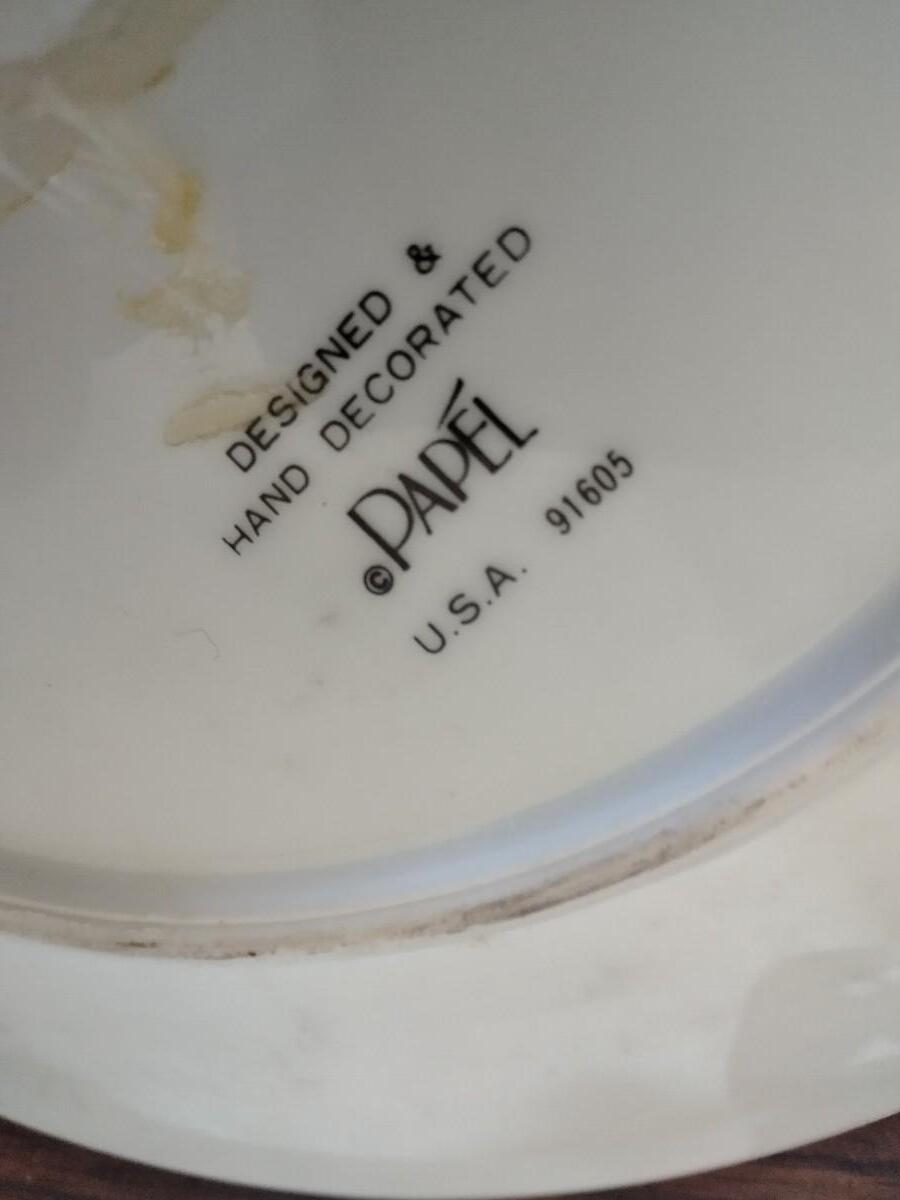 DESIGNED &
HAND DECORATED
©PAPÉL
U.S.A. 91605